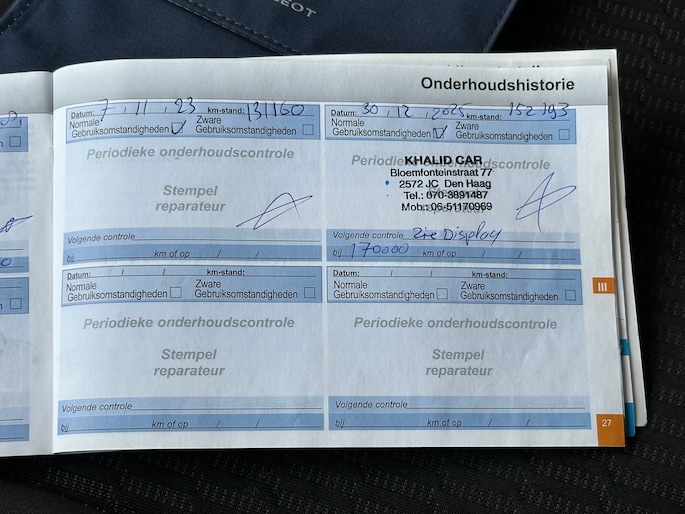 EOT
Onderhoudshistorie
Datum: 7 , 11 , 23 km-stand: 131160
Normale Gebruiksomstandigheden Zware Gebruiksomstandigheden
Periodieke onderhoudscontrole
Stempel
reparateur
Volgende controle
bij km of op / /
Datum: 30 , 12 , 2025 km-stand: 152193
Normale Gebruiksomstandigheden Zware Gebruiksomstandigheden
Periodieke onderhoudscontrole
KHALID CAR
Bloemfonteinstraat 77
2572 JC Den Haag
Tel.: 070-3891487
Mob.: 06-51170969
Volgende controle Zie Display
bij 170000 km of op / /
Datum: / / km-stand:
Normale Gebruiksomstandigheden Zware Gebruiksomstandigheden
Periodieke onderhoudscontrole
Stempel
reparateur
Volgende controle
bij km of op / /
Datum: / / km-stand:
Normale Gebruiksomstandigheden Zware Gebruiksomstandigheden
Periodieke onderhoudscontrole
Stempel
reparateur
Volgende controle
bij km of op / /
III
27